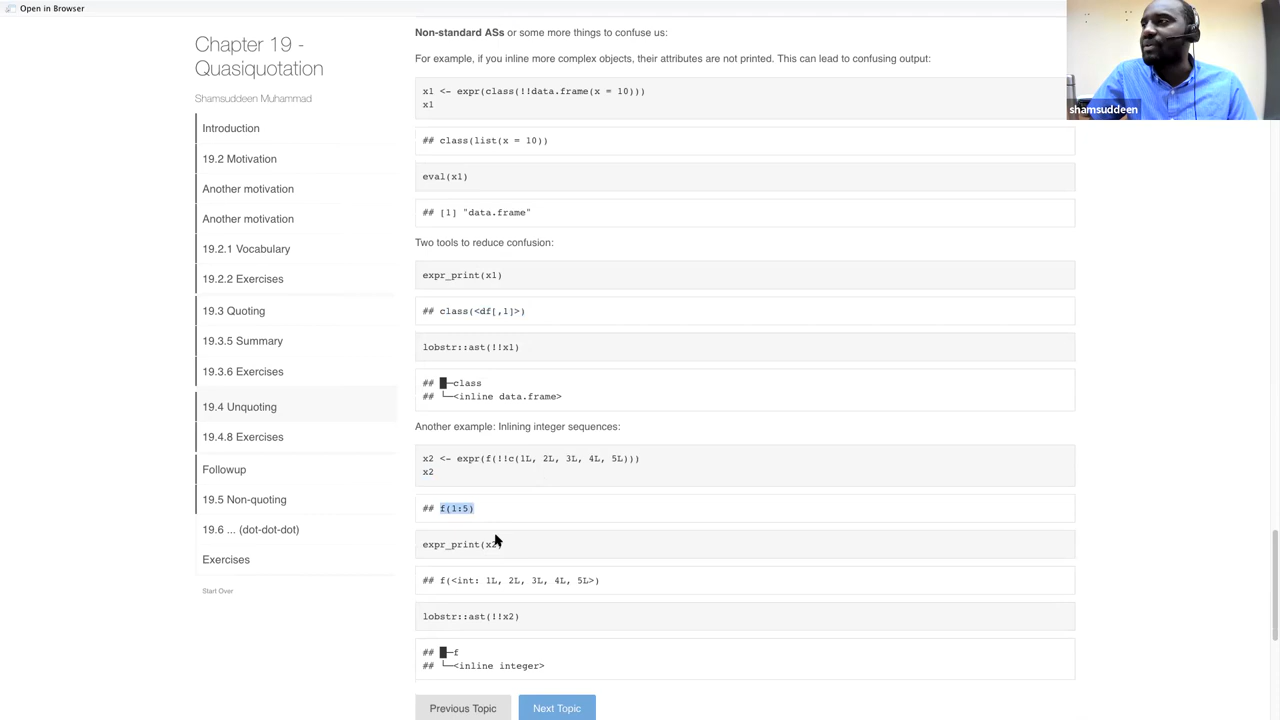 Open in Browser
shamsuddeen
Chapter 19 -
Quasiquotation
Shamsuddeen Muhammad
Introduction
19.2 Motivation
Another motivation
Another motivation
19.2.1 Vocabulary
19.2.2 Exercises
19.3 Quoting
19.3.5 Summary
19.3.6 Exercises
19.4 Unquoting
19.4.8 Exercises
Followup
19.5 Non-quoting
19.6 ... (dot-dot-dot)
Exercises
Start Over
Non-standard ASs or some more things to confuse us:
For example, if you inline more complex objects, their attributes are not printed. This can lead to confusing output:
x1 <- expr(class(!!data.frame(x = 10)))
x1
## class(list(x = 10))
eval(x1)
## [1] "data.frame"
Two tools to reduce confusion:
expr_print(x1)
## class(<df[,1]>)
lobstr::ast(!!x1)
## █─class
## └─<inline data.frame>
Another example: Inlining integer sequences:
x2 <- expr(f(!!c(1L, 2L, 3L, 4L, 5L)))
x2
## f(1:5)
expr_print(x2)
## f(<int: 1L, 2L, 3L, 4L, 5L>)
lobstr::ast(!!x2)
## █─f
## └─<inline integer>
Previous Topic
Next Topic